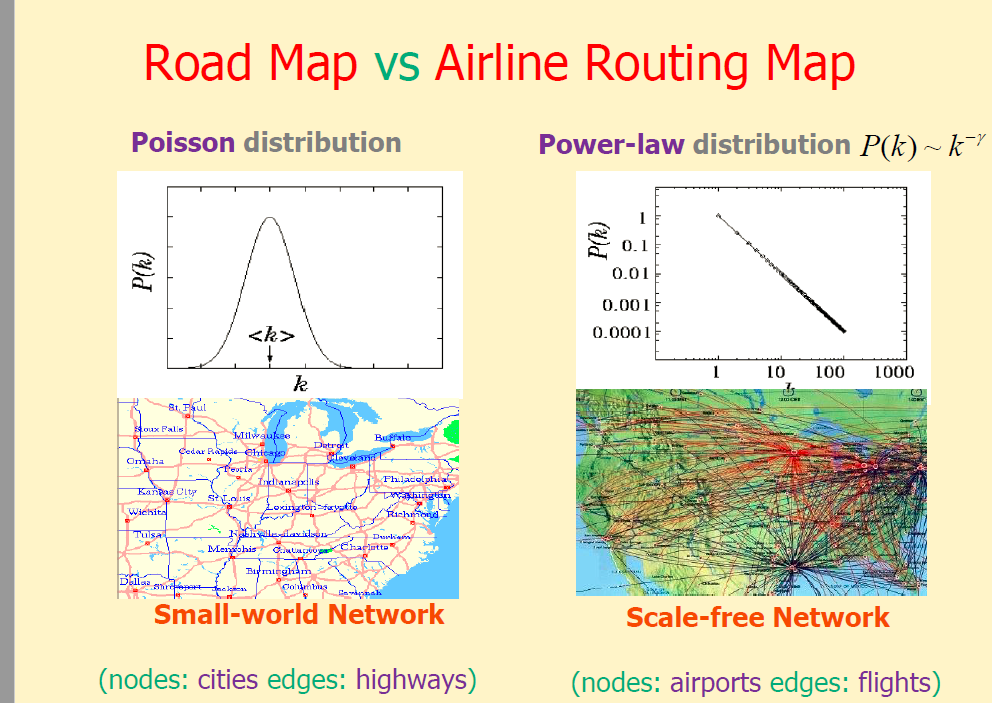 Road Map vs Airline Routing Map
Poisson distribution
Power-law distribution P(k) ~ k^{-γ}
P(k)
<k>
k
P(k)
1
0.1
0.01
0.001
0.0001
1 10 100 1000
St. Paul
Sioux Falls
Milwaukee
Buffalo
Detroit
Cedar Rapids Chicago
Cleveland
Omaha
Peoria
Philadelphia
Indianapolis
Kansas City
Washington
St Louis
Lexington-fayette
Wichita
Richmond
Tulsa
Nashville-davidson
Durham
Memphis
Chattanooga
Charlotte
Birmingham
Dallas
Shreveport
Jackson
Columbus
Savannah
Small-world Network
Scale-free Network
(nodes: cities edges: highways)
(nodes: airports edges: flights)